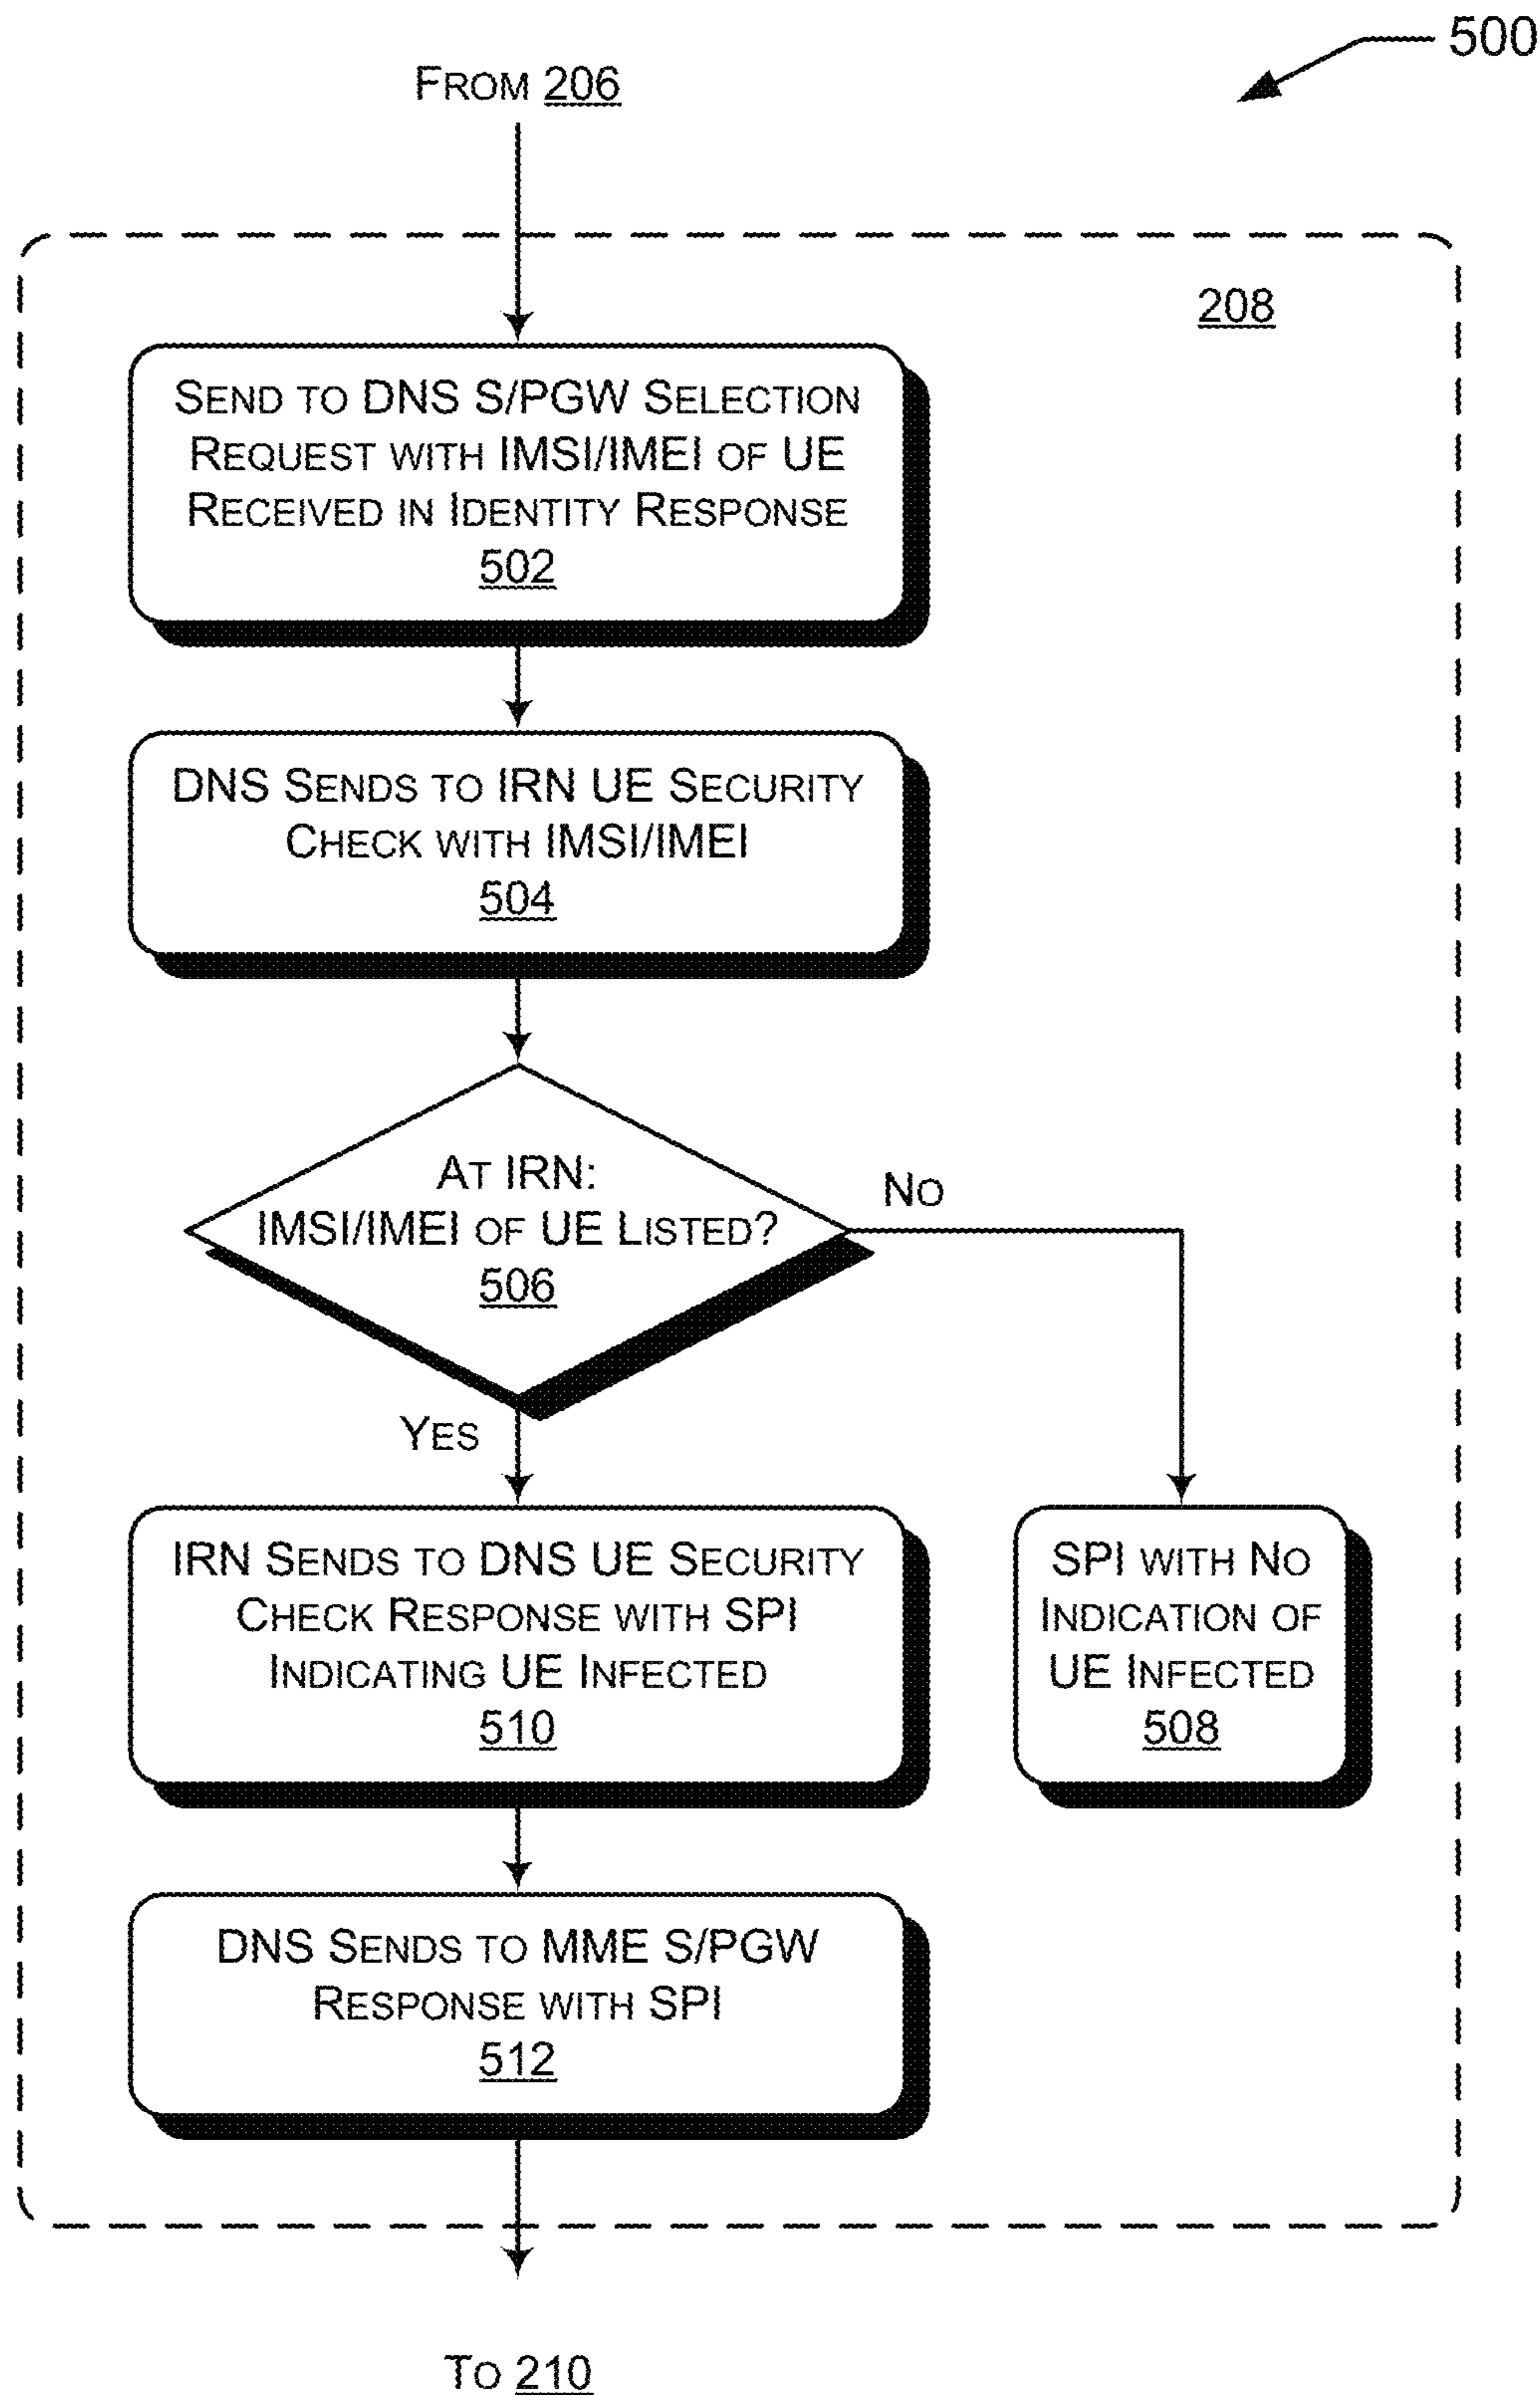 500
FROM 206
208
SEND TO DNS S/PGW SELECTION
REQUEST WITH IMSI/IMEI OF UE
RECEIVED IN IDENTITY RESPONSE
502
DNS SENDS TO IRN UE SECURITY
CHECK WITH IMSI/IMEI
504
AT IRN:
IMSI/IMEI OF UE LISTED?
506
NO
YES
IRN SENDS TO DNS UE SECURITY
CHECK RESPONSE WITH SPI
INDICATING UE INFECTED
510
SPI WITH NO
INDICATION OF
UE INFECTED
508
DNS SENDS TO MME S/PGW
RESPONSE WITH SPI
512
TO 210